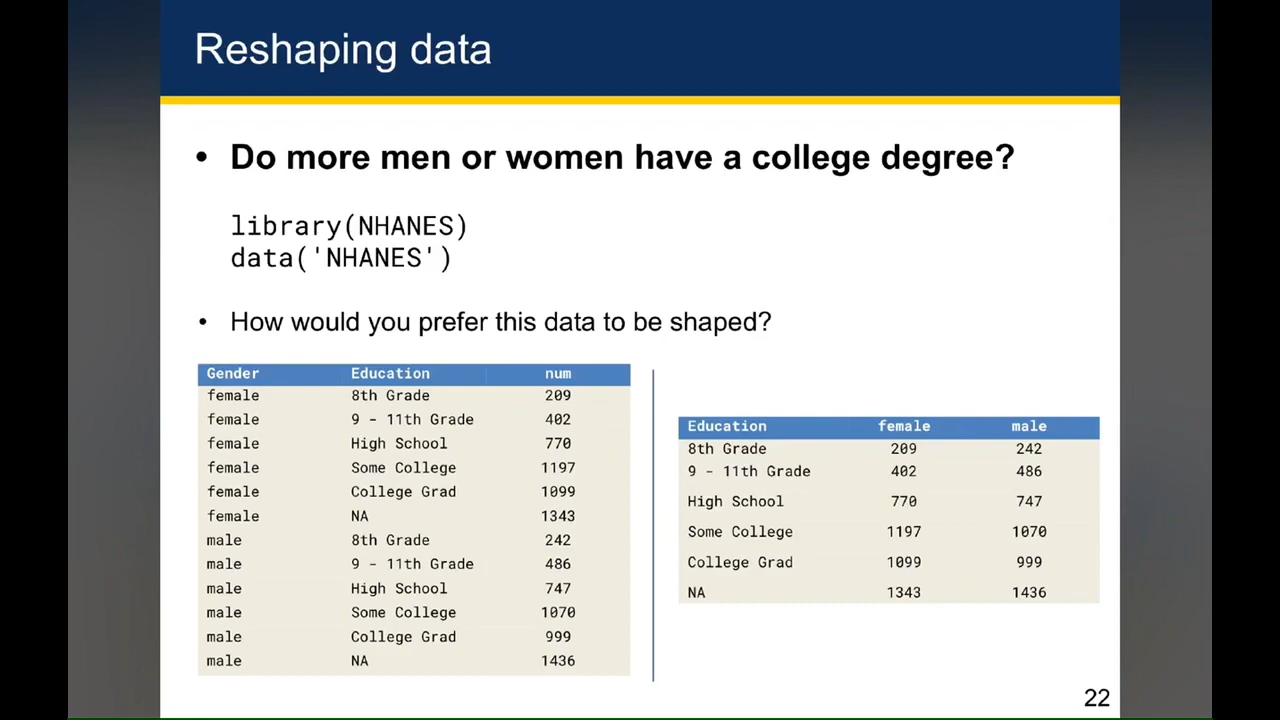 Reshaping data
• Do more men or women have a college degree?
library(NHANES)
data('NHANES')
• How would you prefer this data to be shaped?
Gender Education num
female 8th Grade 209
female 9 - 11th Grade 402
female High School 770
female Some College 1197
female College Grad 1099
female NA 1343
male 8th Grade 242
male 9 - 11th Grade 486
male High School 747
male Some College 1070
male College Grad 999
male NA 1436
Education female male
8th Grade 209 242
9 - 11th Grade 402 486
High School 770 747
Some College 1197 1070
College Grad 1099 999
NA 1343 1436
22